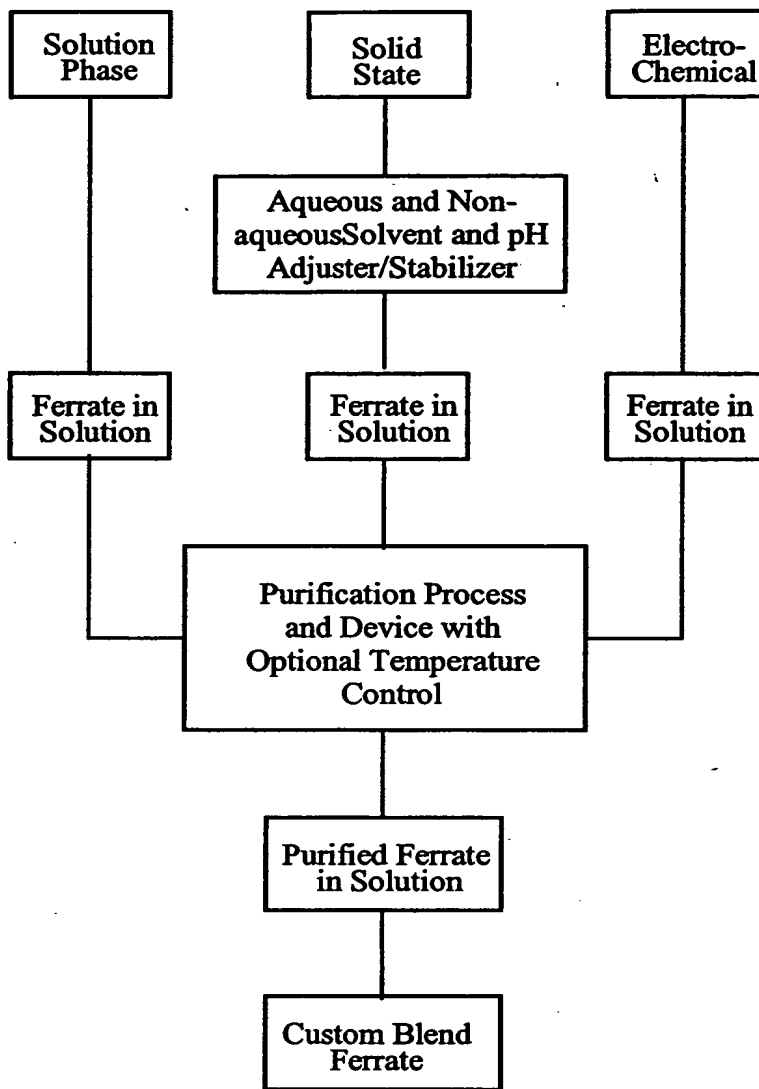 Solution
Phase
Solid
State
Electro-
Chemical
Aqueous and Non-
aqueousSolvent and pH
Adjuster/Stabilizer
Ferrate in
Solution
Ferrate in
Solution
Ferrate in
Solution
Purification Process
and Device with
Optional Temperature
Control
Purified Ferrate
in Solution
Custom Blend
Ferrate